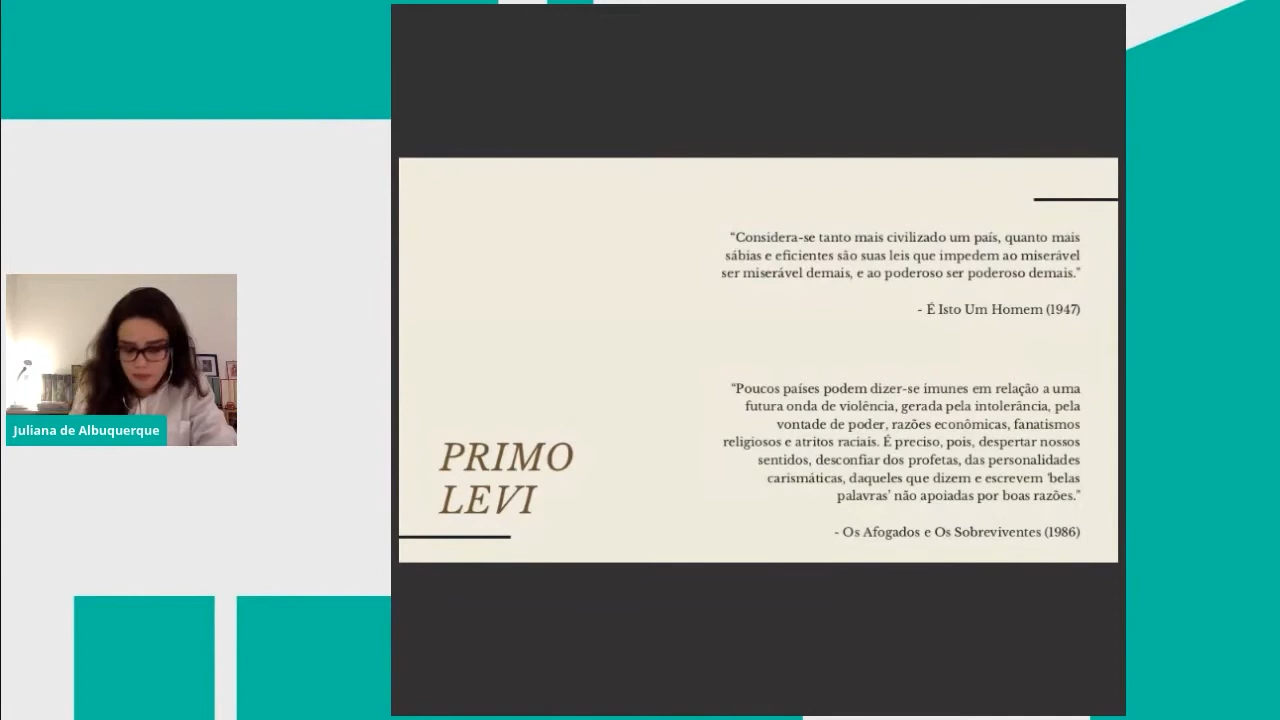 "Considera-se tanto mais civilizado um país, quanto mais
sábias e eficientes são suas leis que impedem ao miserável
ser miserável demais, e ao poderoso ser poderoso demais."
- É Isto Um Homem (1947)
"Poucos países podem dizer-se imunes em relação a uma
futura onda de violência, gerada pela intolerância, pela
vontade de poder, razões econômicas, fanatismos
religiosos e atritos raciais. É preciso, pois, despertar nossos
sentidos, desconfiar dos profetas, das personalidades
carismáticas, daqueles que dizem e escrevem 'belas
palavras' não apoiadas por boas razões."
- Os Afogados e Os Sobreviventes (1986)
PRIMO
LEVI
Juliana de Albuquerque